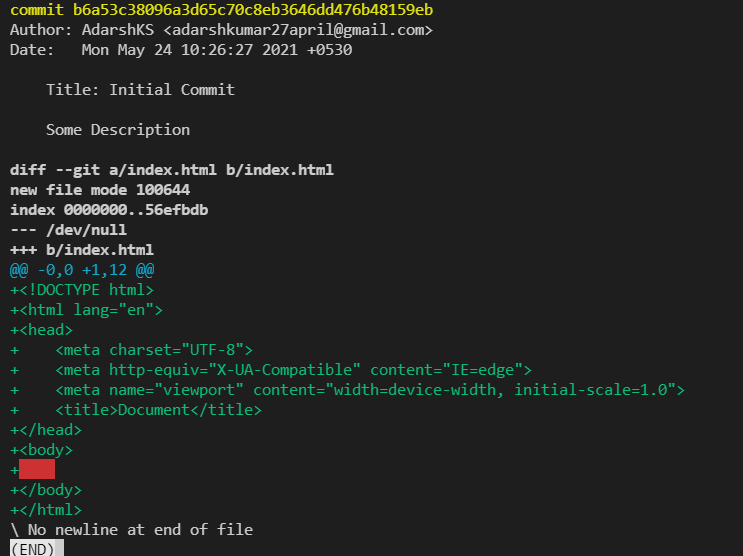 commit b6a53c38096a3d65c70c8eb3646dd476b48159eb
Author: AdarshKS <adarshkumar27april@gmail.com>
Date:   Mon May 24 10:26:27 2021 +0530

    Title: Initial Commit

    Some Description

diff --git a/index.html b/index.html
new file mode 100644
index 0000000..56efbdb
--- /dev/null
+++ b/index.html
@@ -0,0 +1,12 @@
+<!DOCTYPE html>
+<html lang="en">
+<head>
+    <meta charset="UTF-8">
+    <meta http-equiv="X-UA-Compatible" content="IE=edge">
+    <meta name="viewport" content="width=device-width, initial-scale=1.0">
+    <title>Document</title>
+</head>
+<body>
+
+</body>
+</html>
\ No newline at end of file
(END)